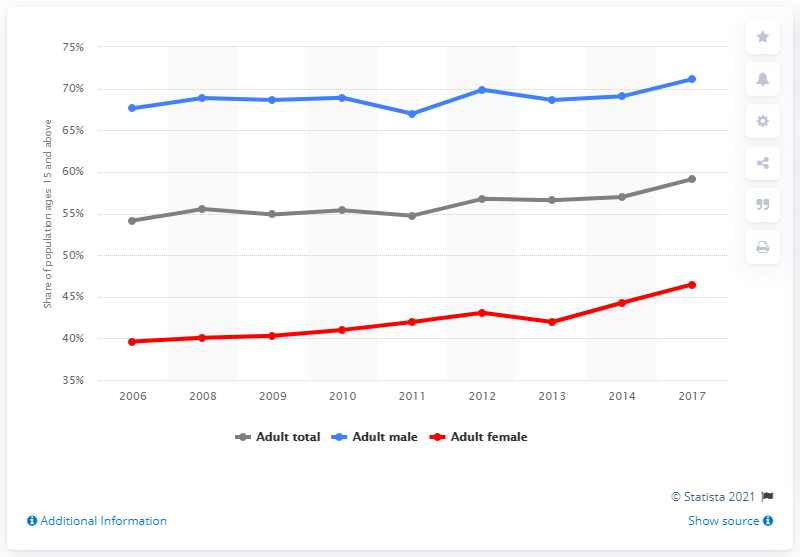 75%
70%
65%
60%
55%
50%
45%
40%
35%
Share of population ages 15 and above
2006 2008 2009 2010 2011 2012 2013 2014 2017
Adult total Adult male Adult female
© Statista 2021
Additional Information Show source